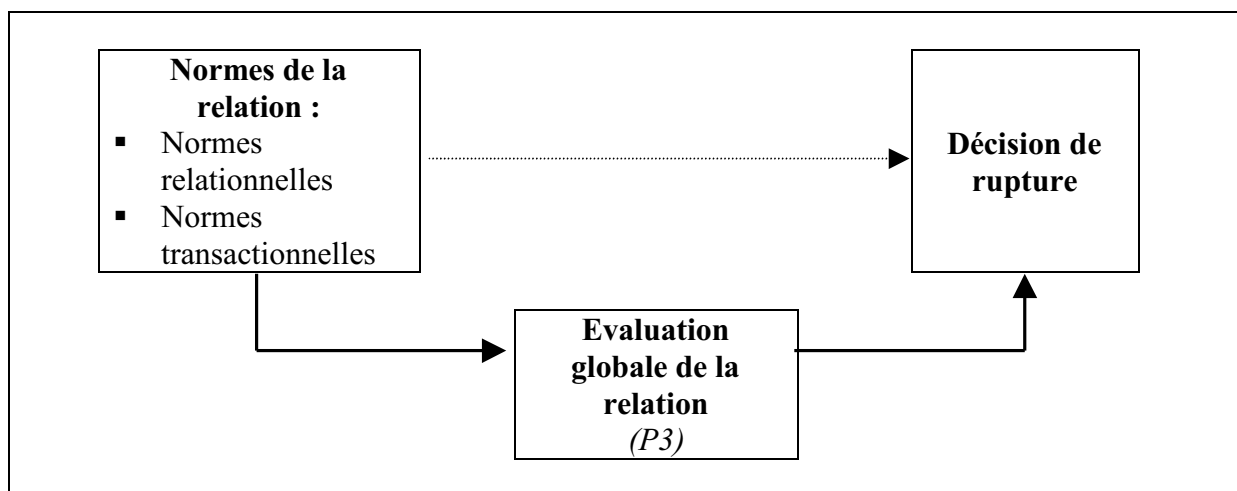 Normes de la
relation :
▪ Normes
relationnelles
▪ Normes
transactionnelles
Décision de
rupture
Evaluation
globale de la
relation
(P3)